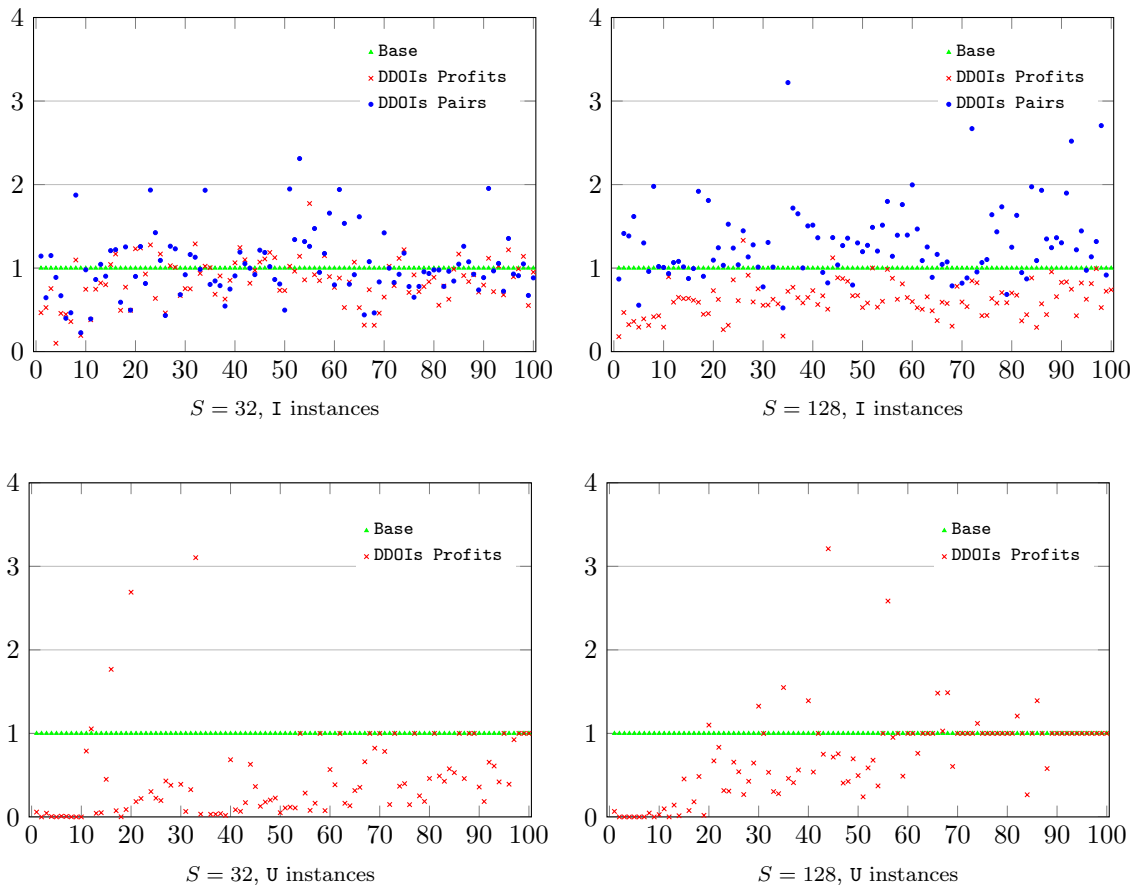 4
3
2
1
0
0 10 20 30 40 50 60 70 80 90 100
Base
DDOIs Profits
DDOIs Pairs
S = 32, I instances
4
3
2
1
0
0 10 20 30 40 50 60 70 80 90 100
Base
DDOIs Profits
DDOIs Pairs
S = 128, I instances
4
3
2
1
0
0 10 20 30 40 50 60 70 80 90 100
Base
DDOIs Profits
S = 32, U instances
4
3
2
1
0
0 10 20 30 40 50 60 70 80 90 100
Base
DDOIs Profits
S = 128, U instances